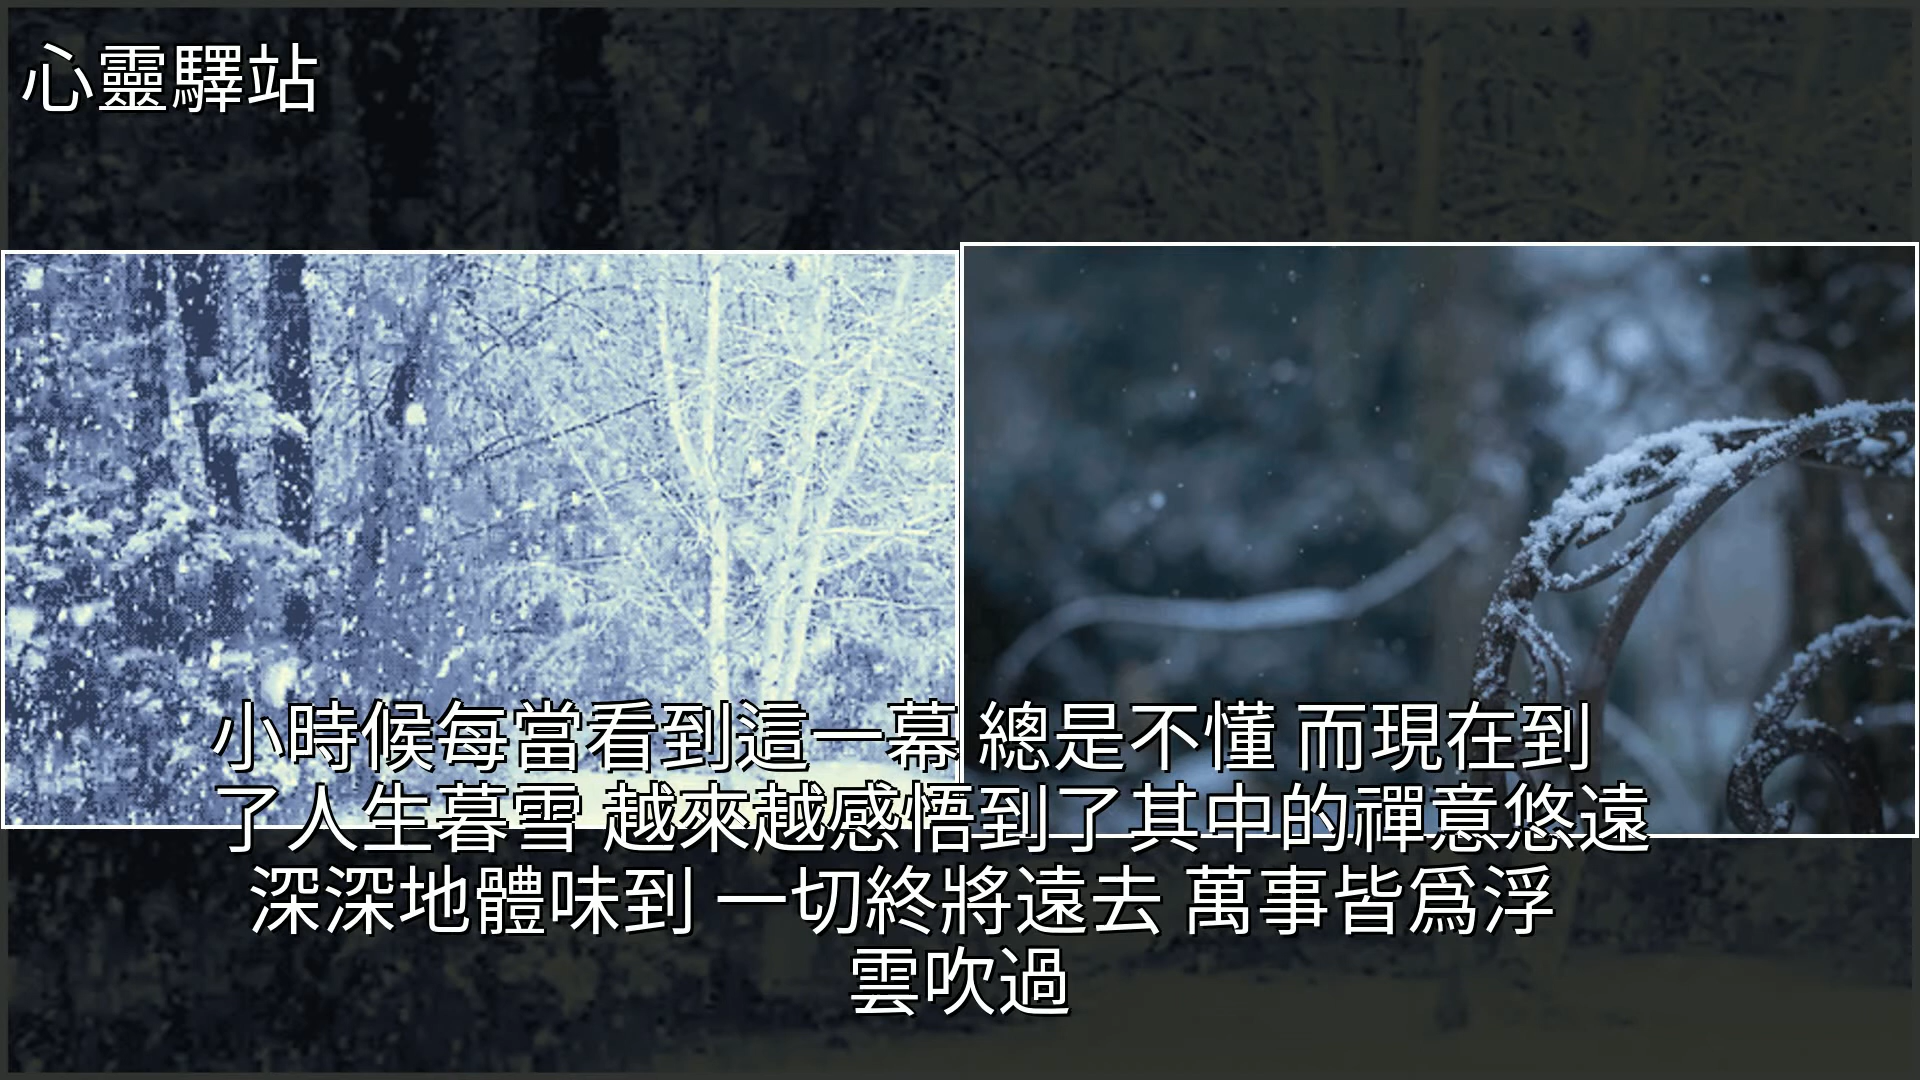 心靈驛站
小時候每當看到這一幕 總是不懂 而現在到
了人生暮雪 越來越感悟到了其中的禪意悠遠
深深地體味到 一切終將遠去 萬事皆爲浮
雲吹過